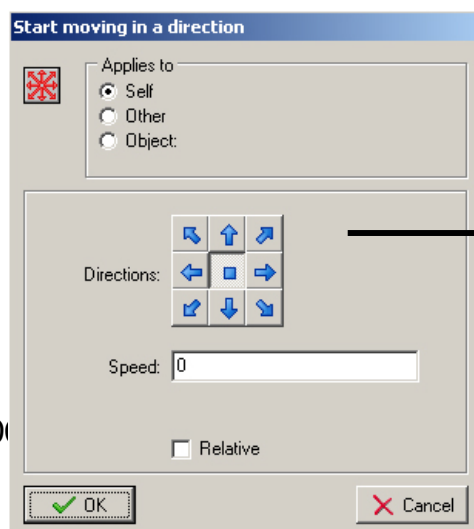 Start moving in a direction
Applies to
Self
Other
Object:
Directions:
Speed: 0
Relative
OK
Cancel